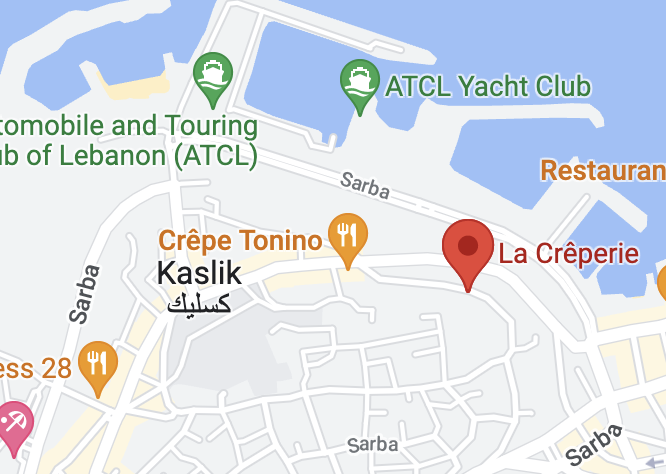 ATCL Yacht Club
tomobile and Touring
ub of Lebanon (ATCL)
Restauran
Sarba
Crêpe Tonino
La Crêperie
Kaslik
كسليك
Sarba
ess 28
Sarba
Sarba